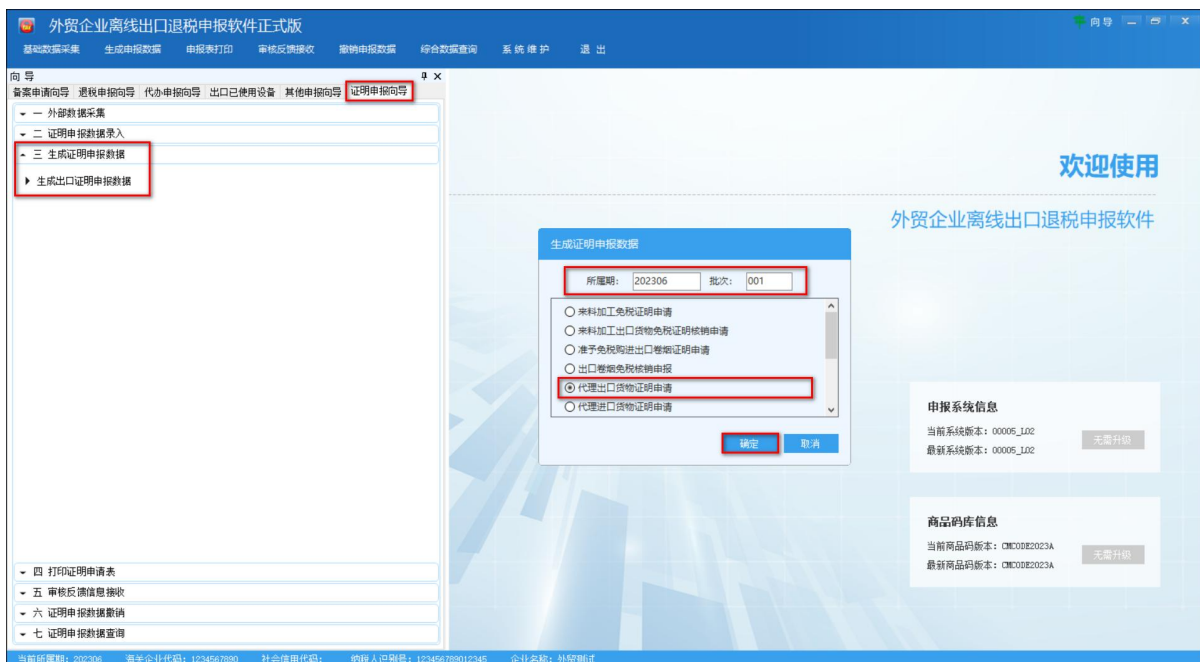 外贸企业离线出口退税申报软件正式版
向导
基础数据采集 生成申报数据 申报表打印 审核反馈接收 撤销申报数据 综合数据查询 系统维护 退出
向导
备案申请向导 退税申报向导 代办申报向导 出口已使用设备 其他申报向导 证明申报向导
一 外部数据采集
二 证明申报数据录入
三 生成证明申报数据
生成出口证明申报数据
欢迎使用
外贸企业离线出口退税申报软件
生成证明申报数据
所属期: 202306 批次: 001
来料加工免税证明申请
来料加工出口货物免税证明核销申请
准予免税购进出口卷烟证明申请
出口卷烟免税核销申报
代理出口货物证明申请
代理进口货物证明申请
确定 取消
申报系统信息
当前系统版本: 00005_L02
最新系统版本: 00005_L02
无需升级
商品码库信息
当前商品码版本: CMCODE2023A
最新商品码版本: CMCODE2023A
无需升级
四 打印证明申请表
五 审核反馈信息接收
六 证明申报数据撤销
七 证明申报数据查询
当前所属期: 202306 海关企业代码: 1234567890 社会信用代码: 纳税人识别号: 123456789012345 企业名称: 外贸测试